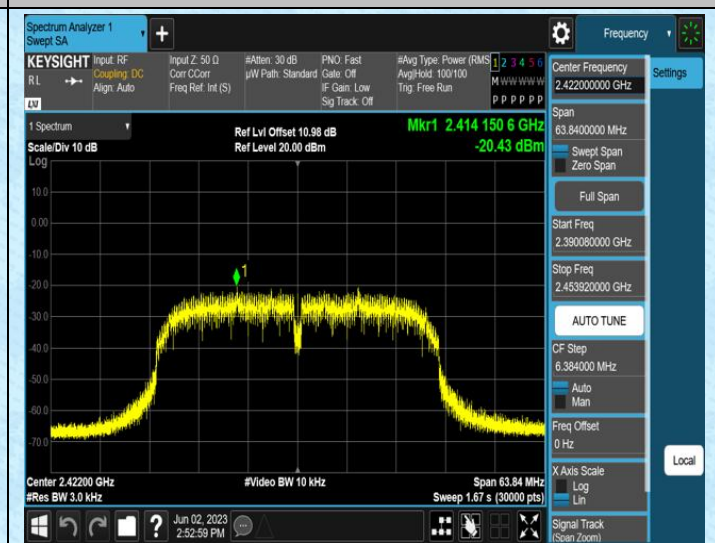 Spectrum Analyzer 1
Swept SA
+
Frequency
KEYSIGHT
RL
LXI
Input: RF
Coupling: DC
Align: Auto
Input Z: 50 Ω
Corr CCorr
Freq Ref: Int (S)
#Atten: 30 dB
µW Path: Standard
PNO: Fast
Gate: Off
IF Gain: Low
Sig Track: Off
#Avg Type: Power (RMS
Avg|Hold: 100/100
Trig: Free Run
1 2 3 4 5 6
M W W W W W
P P P P P P
1 Spectrum
Scale/Div 10 dB
Ref Lvl Offset 10.98 dB
Ref Level 20.00 dBm
Mkr1 2.414 150 6 GHz
-20.43 dBm
Log
10.0
0.00
-10.0
-20.0
-30.0
-40.0
-50.0
-60.0
-70.0
1
Center 2.42200 GHz
#Res BW 3.0 kHz
#Video BW 10 kHz
Span 63.84 MHz
Sweep 1.67 s (30000 pts)
?
Jun 02, 2023
2:52:59 PM
Center Frequency
2.422000000 GHz
Span
63.8400000 MHz
Swept Span
Zero Span
Full Span
Start Freq
2.390080000 GHz
Stop Freq
2.453920000 GHz
AUTO TUNE
CF Step
6.384000 MHz
Auto
Man
Freq Offset
0 Hz
X Axis Scale
Log
Lin
Signal Track
(Span Zoom)
Settings
Local